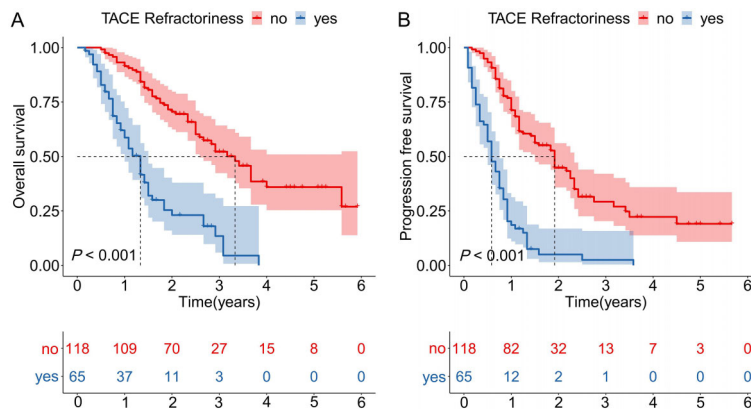 A
TACE Refractoriness no yes
Overall survival
1.00
0.75
0.50
0.25
0.00
P < 0.001
0 1 2 3 4 5 6
Time(years)
no 118 109 70 27 15 8 0
yes 65 37 11 3 0 0 0
0 1 2 3 4 5 6
B
TACE Refractoriness no yes
Progression free survival
1.00
0.75
0.50
0.25
0.00
P < 0.001
0 1 2 3 4 5 6
Time(years)
no 118 82 32 13 7 3 0
yes 65 12 2 1 0 0 0
0 1 2 3 4 5 6